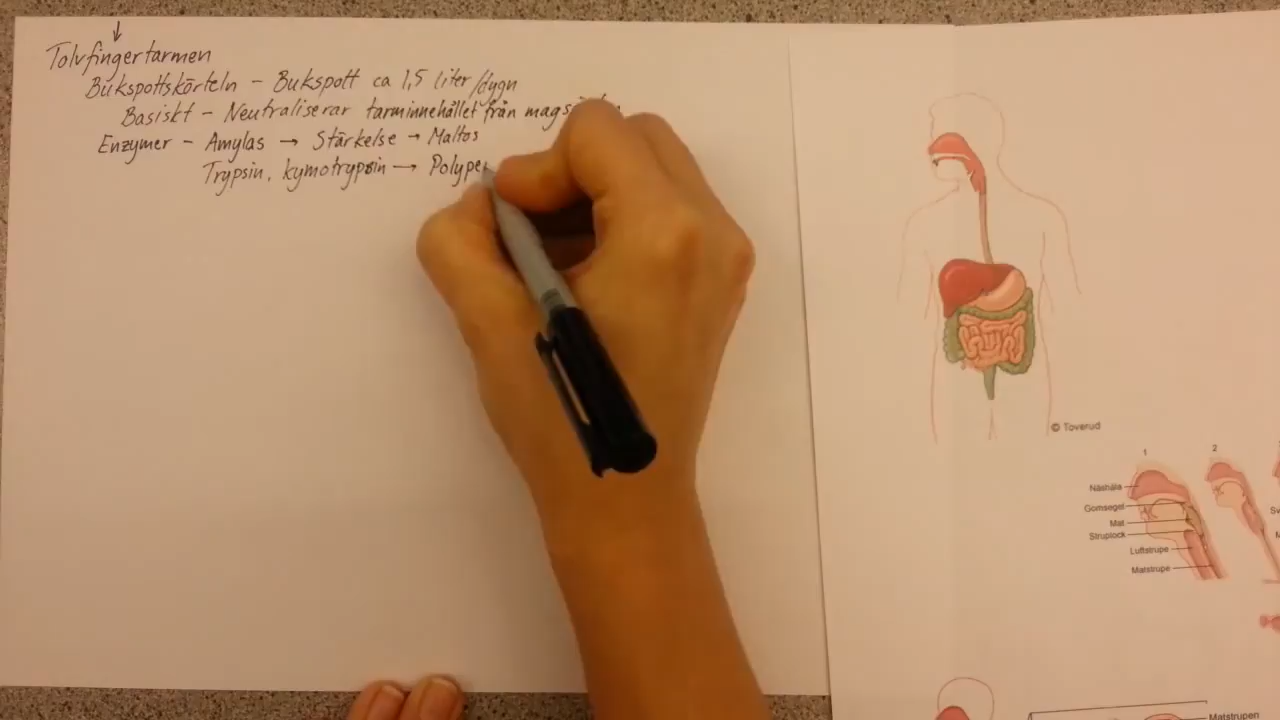 Tolvfingertarmen
Bukspottskörteln - Bukspott ca 1,5 liter/dygn
Basiskt - Neutraliserar tarminnehållet från mags
Enzymer - Amylas → Stärkelse → Maltos
Trypsin, kymotrypsin → Polype
© Toverud
1
2
Näshåla
Gomsegel
Mat
Struplock
Luftstrupe
Matstrupe
Matstrupen